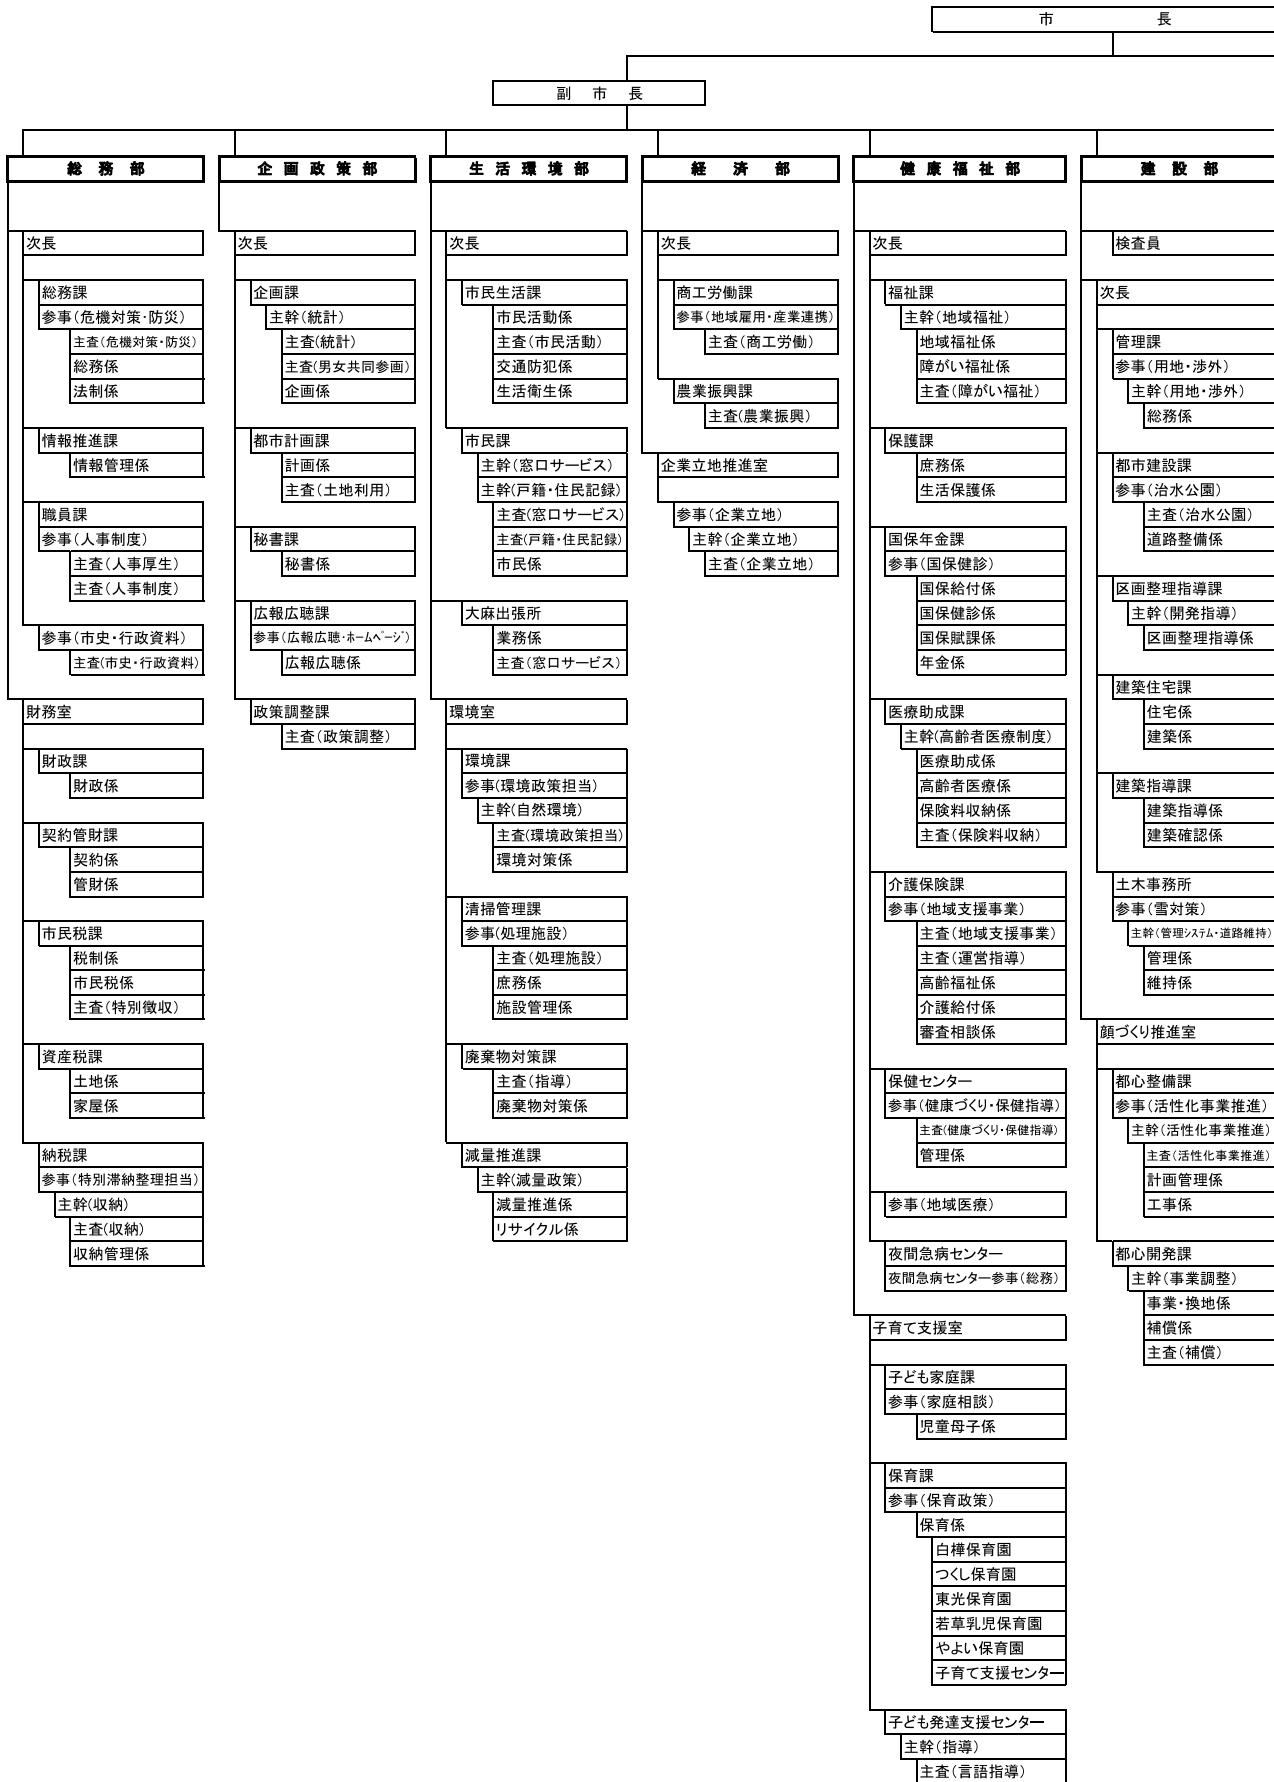 市　　　　長
副　市　長
総　務　部
次長
総務課
参事(危機対策・防災)
主査(危機対策・防災)
総務係
法制係
情報推進課
情報管理係
職員課
参事(人事制度)
主査(人事厚生)
主査(人事制度)
参事(市史・行政資料)
主査(市史・行政資料)
財務室
財政課
財政係
契約管財課
契約係
管財係
市民税課
税制係
市民税係
主査(特別徴収)
資産税課
土地係
家屋係
納税課
参事(特別滞納整理担当)
主幹(収納)
主査(収納)
収納管理係
企画政策部
次長
企画課
主幹(統計)
主査(統計)
主査(男女共同参画)
企画係
都市計画課
計画係
主査(土地利用)
秘書課
秘書係
広報広聴課
参事(広報広聴・ホームページ)
広報広聴係
政策調整課
主査(政策調整)
生活環境部
次長
市民生活課
市民活動係
主査(市民活動)
交通防犯係
生活衛生係
市民課
主幹(窓口サービス)
主幹(戸籍・住民記録)
主査(窓口サービス)
主査(戸籍・住民記録)
市民係
大麻出張所
業務係
主査(窓口サービス)
環境室
環境課
参事(環境政策担当)
主幹(自然環境)
主査(環境政策担当)
環境対策係
清掃管理課
参事(処理施設)
主査(処理施設)
庶務係
施設管理係
廃棄物対策課
主査(指導)
廃棄物対策係
減量推進課
主幹(減量政策)
減量推進係
リサイクル係
経　済　部
次長
商工労働課
参事(地域雇用・産業連携)
主査(商工労働)
農業振興課
主査(農業振興)
企業立地推進室
参事(企業立地)
主幹(企業立地)
主査(企業立地)
健康福祉部
次長
福祉課
主幹(地域福祉)
地域福祉係
障がい福祉係
主査(障がい福祉)
保護課
庶務係
生活保護係
国保年金課
参事(国保健診)
国保給付係
国保健診係
国保賦課係
年金係
医療助成課
主幹(高齢者医療制度)
医療助成係
高齢者医療係
保険料収納係
主査(保険料収納)
介護保険課
参事(地域支援事業)
主査(地域支援事業)
主査(運営指導)
高齢福祉係
介護給付係
審査相談係
保健センター
参事(健康づくり・保健指導)
主査(健康づくり・保健指導)
管理係
参事(地域医療)
夜間急病センター
夜間急病センター参事(総務)
子育て支援室
子ども家庭課
参事(家庭相談)
児童母子係
保育課
参事(保育政策)
保育係
白樺保育園
つくし保育園
東光保育園
若草乳児保育園
やよい保育園
子育て支援センター
子ども発達支援センター
主幹(指導)
主査(言語指導)
建　設　部
検査員
次長
管理課
参事(用地・渉外)
主幹(用地・渉外)
総務係
都市建設課
参事(治水公園)
主査(治水公園)
道路整備係
区画整理指導課
主幹(開発指導)
区画整理指導係
建築住宅課
住宅係
建築係
建築指導課
建築指導係
建築確認係
土木事務所
参事(雪対策)
主幹(管理システム・道路維持)
管理係
維持係
顔づくり推進室
都心整備課
参事(活性化事業推進)
主幹(活性化事業推進)
主査(活性化事業推進)
計画管理係
工事係
都心開発課
主幹(事業調整)
事業・換地係
補償係
主査(補償)